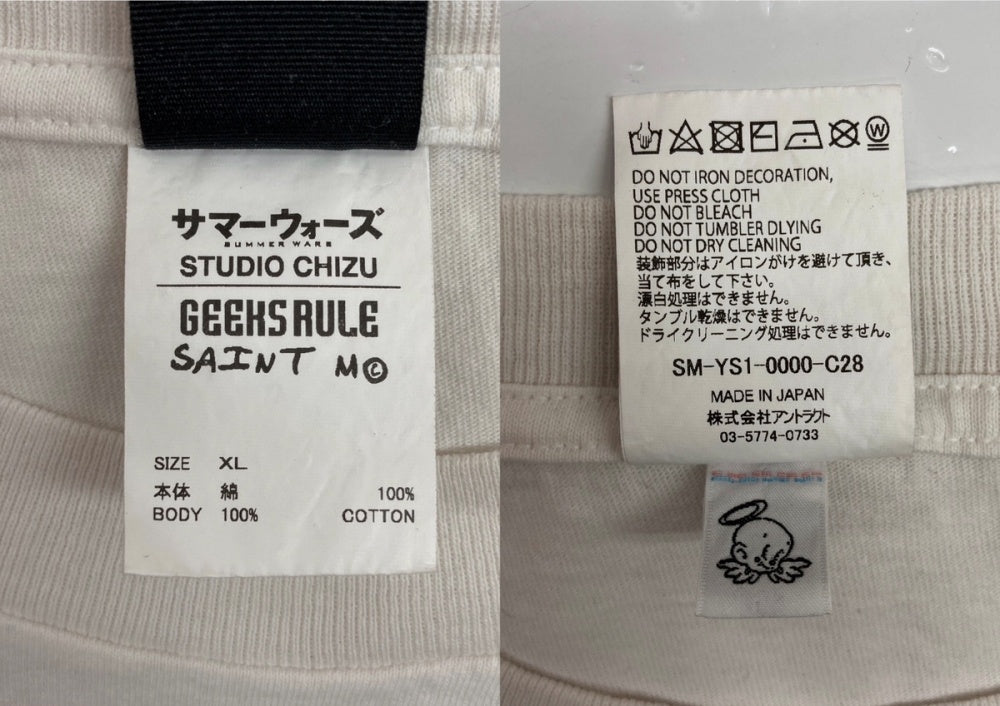 サマーウォーズ
SUMMER WARS
STUDIO CHIZU
GEEKS RULE
SAINT M©
SIZE XL
本体 綿 100%
BODY 100% COTTON
W
DO NOT IRON DECORATION,
USE PRESS CLOTH
DO NOT BLEACH
DO NOT TUMBLER DLYING
DO NOT DRY CLEANING
装飾部分はアイロンがけを避けて頂き、
当て布をして下さい。
漂白処理はできません。
タンブル乾燥はできません。
ドライクリーニング処理はできません。
SM-YS1-0000-C28
MADE IN JAPAN
株式会社アントラクト
03-5774-0733